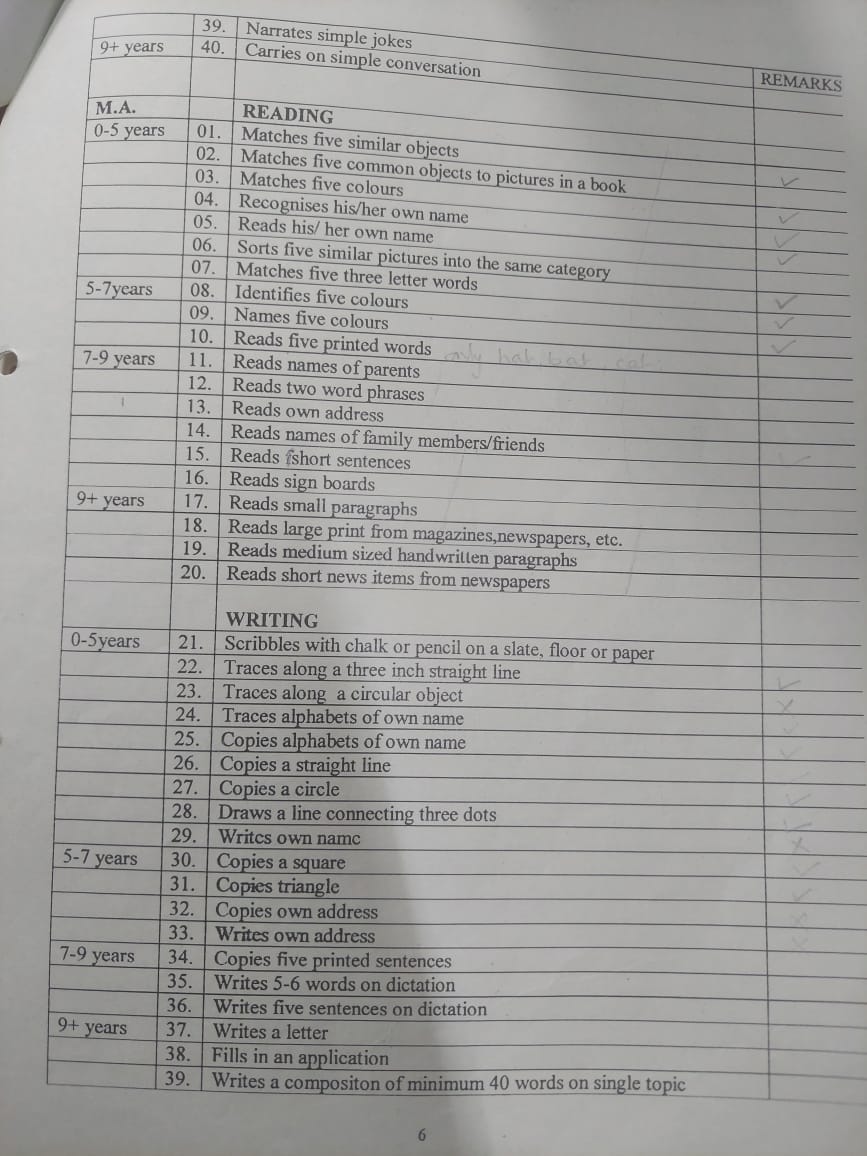 39. Narrates simple jokes
9+ years 40. Carries on simple conversation
REMARKS
M.A. READING
0-5 years 01. Matches five similar objects
02. Matches five common objects to pictures in a book
03. Matches five colours ✓
04. Recognises his/her own name
05. Reads his/ her own name ✓
06. Sorts five similar pictures into the same category ✓
07. Matches five three letter words ✓
5-7years 08. Identifies five colours
09. Names five colours ✓
10. Reads five printed words only hat, bat, cat ✓
7-9 years 11. Reads names of parents ✓
12. Reads two word phrases
13. Reads own address
14. Reads names of family members/friends
15. Reads fshort sentences ✓
16. Reads sign boards
9+ years 17. Reads small paragraphs
18. Reads large print from magazines,newspapers, etc.
19. Reads medium sized handwritten paragraphs
20. Reads short news items from newspapers
WRITING
0-5years 21. Scribbles with chalk or pencil on a slate, floor or paper
22. Traces along a three inch straight line ✓
23. Traces along a circular object ✗
24. Traces alphabets of own name ✓
25. Copies alphabets of own name ✓
26. Copies a straight line
27. Copies a circle ✓
28. Draws a line connecting three dots ✓
29. Writes own name ✗
5-7 years 30. Copies a square ✓
31. Copies triangle ✓
32. Copies own address ✗
33. Writes own address ✗
7-9 years 34. Copies five printed sentences
35. Writes 5-6 words on dictation
36. Writes five sentences on dictation
9+ years 37. Writes a letter
38. Fills in an application
39. Writes a compositon of minimum 40 words on single topic
6